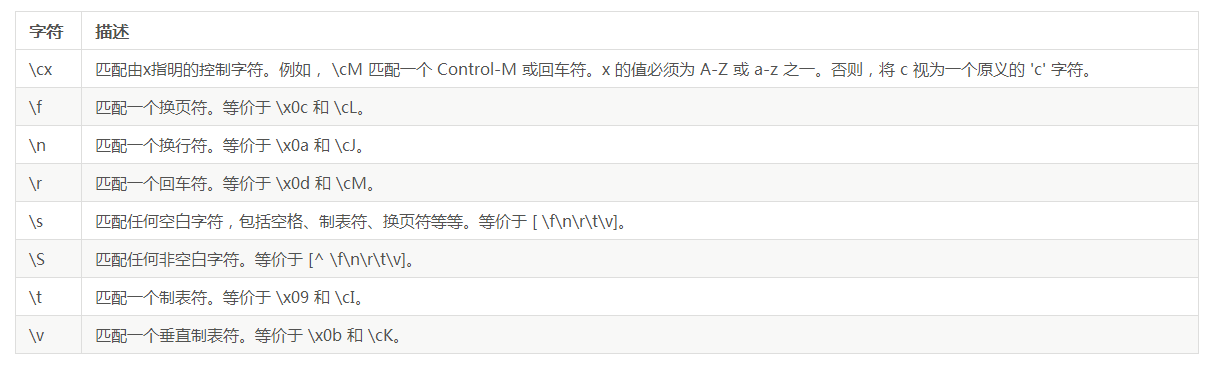 字符 描述
\cx 匹配由x指明的控制字符。例如， \cM 匹配一个 Control-M 或回车符。x 的值必须为 A-Z 或 a-z 之一。否则，将 c 视为一个原义的 'c' 字符。
\f 匹配一个换页符。等价于 \x0c 和 \cL。
\n 匹配一个换行符。等价于 \x0a 和 \cJ。
\r 匹配一个回车符。等价于 \x0d 和 \cM。
\s 匹配任何空白字符，包括空格、制表符、换页符等等。等价于 [ \f\n\r\t\v]。
\S 匹配任何非空白字符。等价于 [^ \f\n\r\t\v]。
\t 匹配一个制表符。等价于 \x09 和 \cI。
\v 匹配一个垂直制表符。等价于 \x0b 和 \cK。